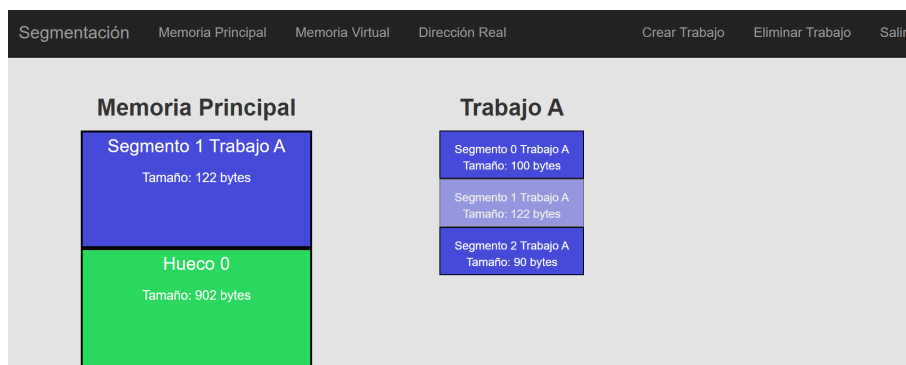 Segmentación Memoria Principal Memoria Virtual Dirección Real Crear Trabajo Eliminar Trabajo Salir
Memoria Principal
Segmento 1 Trabajo A
Tamaño: 122 bytes
Hueco 0
Tamaño: 902 bytes
Trabajo A
Segmento 0 Trabajo A
Tamaño: 100 bytes
Segmento 1 Trabajo A
Tamaño: 122 bytes
Segmento 2 Trabajo A
Tamaño: 90 bytes